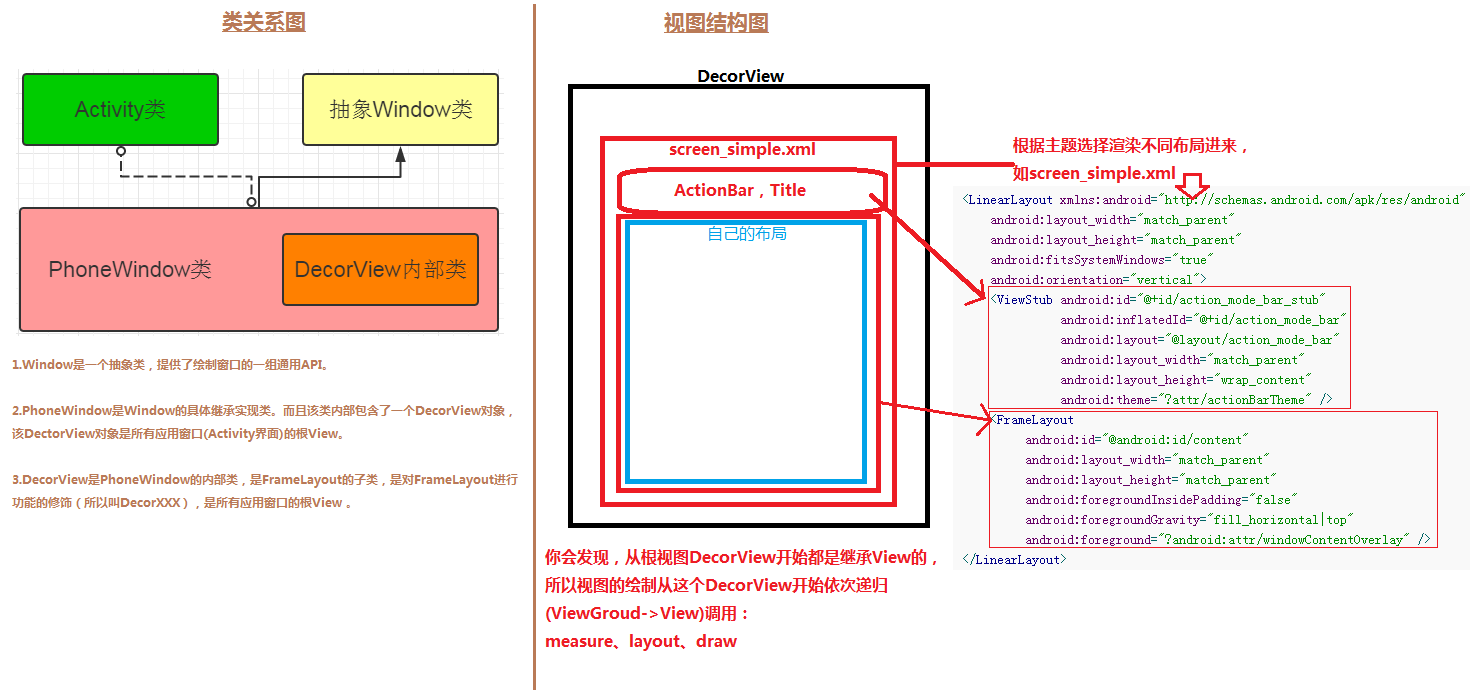 类关系图
Activity类
抽象Window类
PhoneWindow类
DecorView内部类
1.Window是一个抽象类，提供了绘制窗口的一组通用API。
2.PhoneWindow是Window的具体继承实现类。而且该类内部包含了一个DecorView对象，
该DectorView对象是所有应用窗口(Activity界面)的根View。
3.DecorView是PhoneWindow的内部类，是FrameLayout的子类，是对FrameLayout进行
功能的修饰（所以叫DecorXXX），是所有应用窗口的根View 。
视图结构图
DecorView
screen_simple.xml
ActionBar，Title
自己的布局
你会发现，从根视图DecorView开始都是继承View的，
所以视图的绘制从这个DecorView开始依次递归
(ViewGroud->View)调用：
measure、layout、draw
根据主题选择渲染不同布局进来，
如screen_simple.xml
<LinearLayout xmlns:android="http://schemas.android.com/apk/res/android"
android:layout_width="match_parent"
android:layout_height="match_parent"
android:fitsSystemWindows="true"
android:orientation="vertical">
<ViewStub android:id="@+id/action_mode_bar_stub"
android:inflatedId="@+id/action_mode_bar"
android:layout="@layout/action_mode_bar"
android:layout_width="match_parent"
android:layout_height="wrap_content"
android:theme="?attr/actionBarTheme" />
<FrameLayout
android:id="@android:id/content"
android:layout_width="match_parent"
android:layout_height="match_parent"
android:foregroundInsidePadding="false"
android:foregroundGravity="fill_horizontal|top"
android:foreground="?android:attr/windowContentOverlay" />
</LinearLayout>